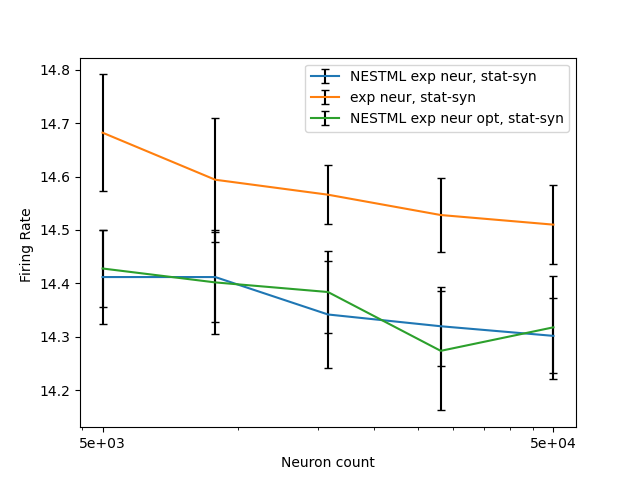 14.8
14.7
14.6
14.5
14.4
14.3
14.2
Firing Rate
NESTML exp neur, stat-syn
exp neur, stat-syn
NESTML exp neur opt, stat-syn
5e+03
5e+04
Neuron count